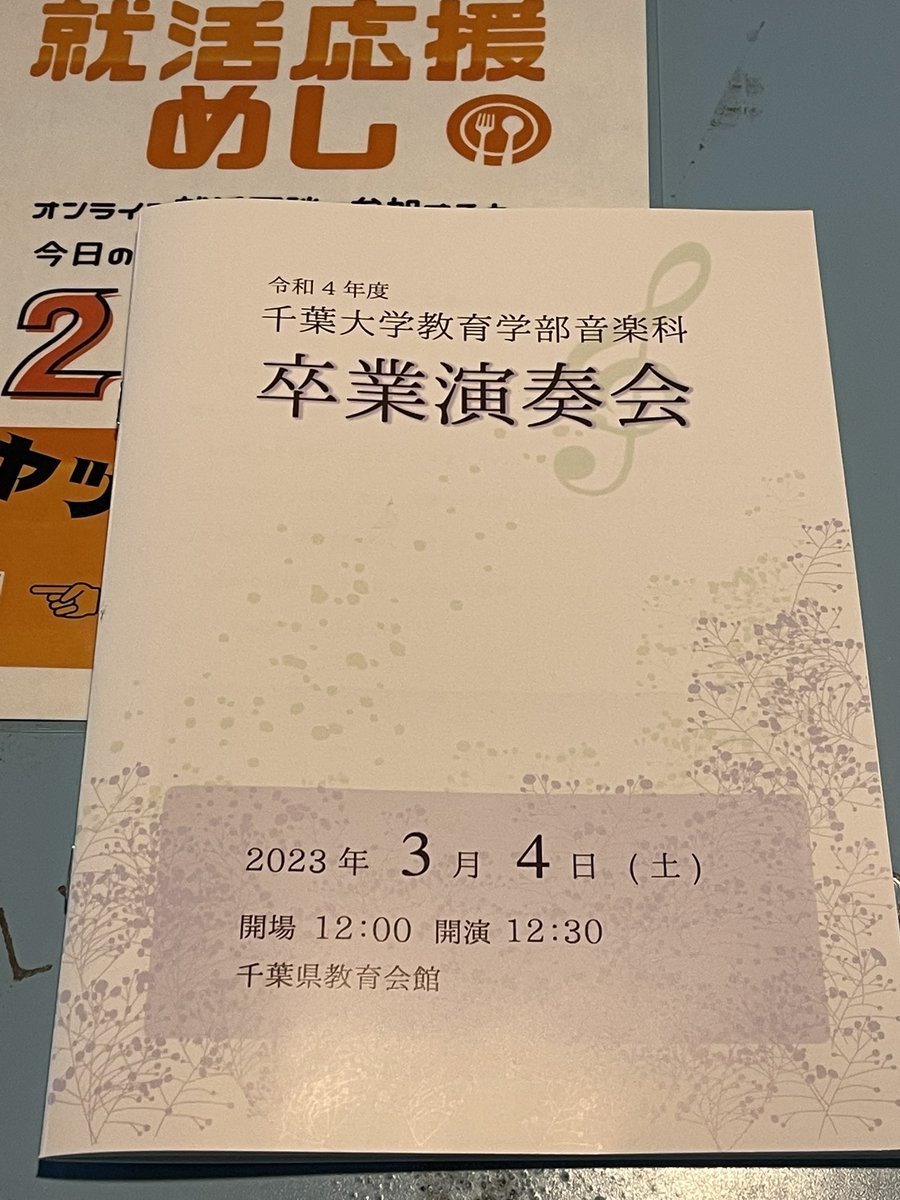 就活応援
めし
今日の
2
ャッ
令和4年度
千葉大学教育学部音楽科
卒業演奏会
2023年 3月 4日 (土)
開場 12:00 開演 12:30
千葉県教育会館